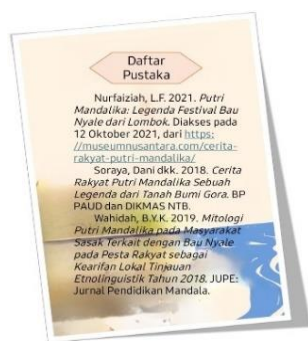 Daftar
Pustaka
Nurfaiziah, L.F. 2021. Putri
Mandalika: Legenda Festival Bau
Nyale dari Lombok. Diakses pada
12 Oktober 2021, dari https:
//museumnusantara.com/cerita-
rakyat-putri-mandalika/
Soraya, Dani dkk. 2018. Cerita
Rakyat Putri Mandalika Sebuah
Legenda dari Tanah Bumi Gora. BP
PAUD dan DIKMAS NTB.
Wahidah, B.Y.K. 2019. Mitologi
Putri Mandalika pada Masyarakat
Sasak Terkait dengan Bau Nyale
pada Pesta Rakyat sebagai
Kearifan Lokal Tinjauan
Etnolinguistik Tahun 2018. JUPE:
Jurnal Pendidikan Mandala.